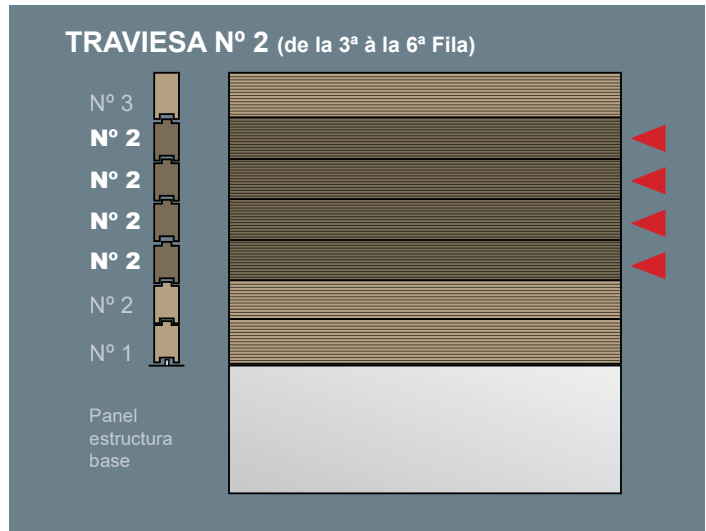 TRAVIESA Nº 2 (de la 3ª à la 6ª Fila)
Nº 3
Nº 2
Nº 2
Nº 2
Nº 2
Nº 2
Nº 1
Panel
estructura
base